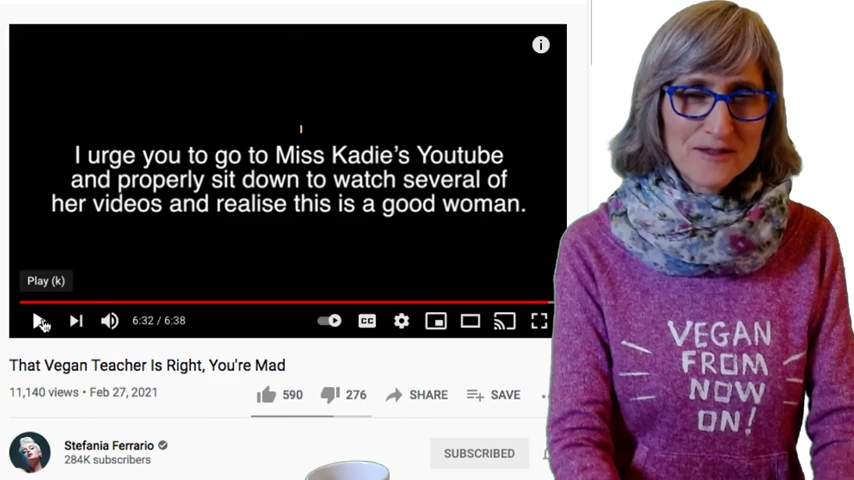 I urge you to go to Miss Kadie's Youtube
and properly sit down to watch several of
her videos and realise this is a good woman.
Play (k)
6:32 / 6:38
CC
That Vegan Teacher Is Right, You're Mad
11,140 views • Feb 27, 2021
590
276
SHARE
SAVE
Stefania Ferrario
284K subscribers
SUBSCRIBED
VEGAN
FROM
NOW
ON!